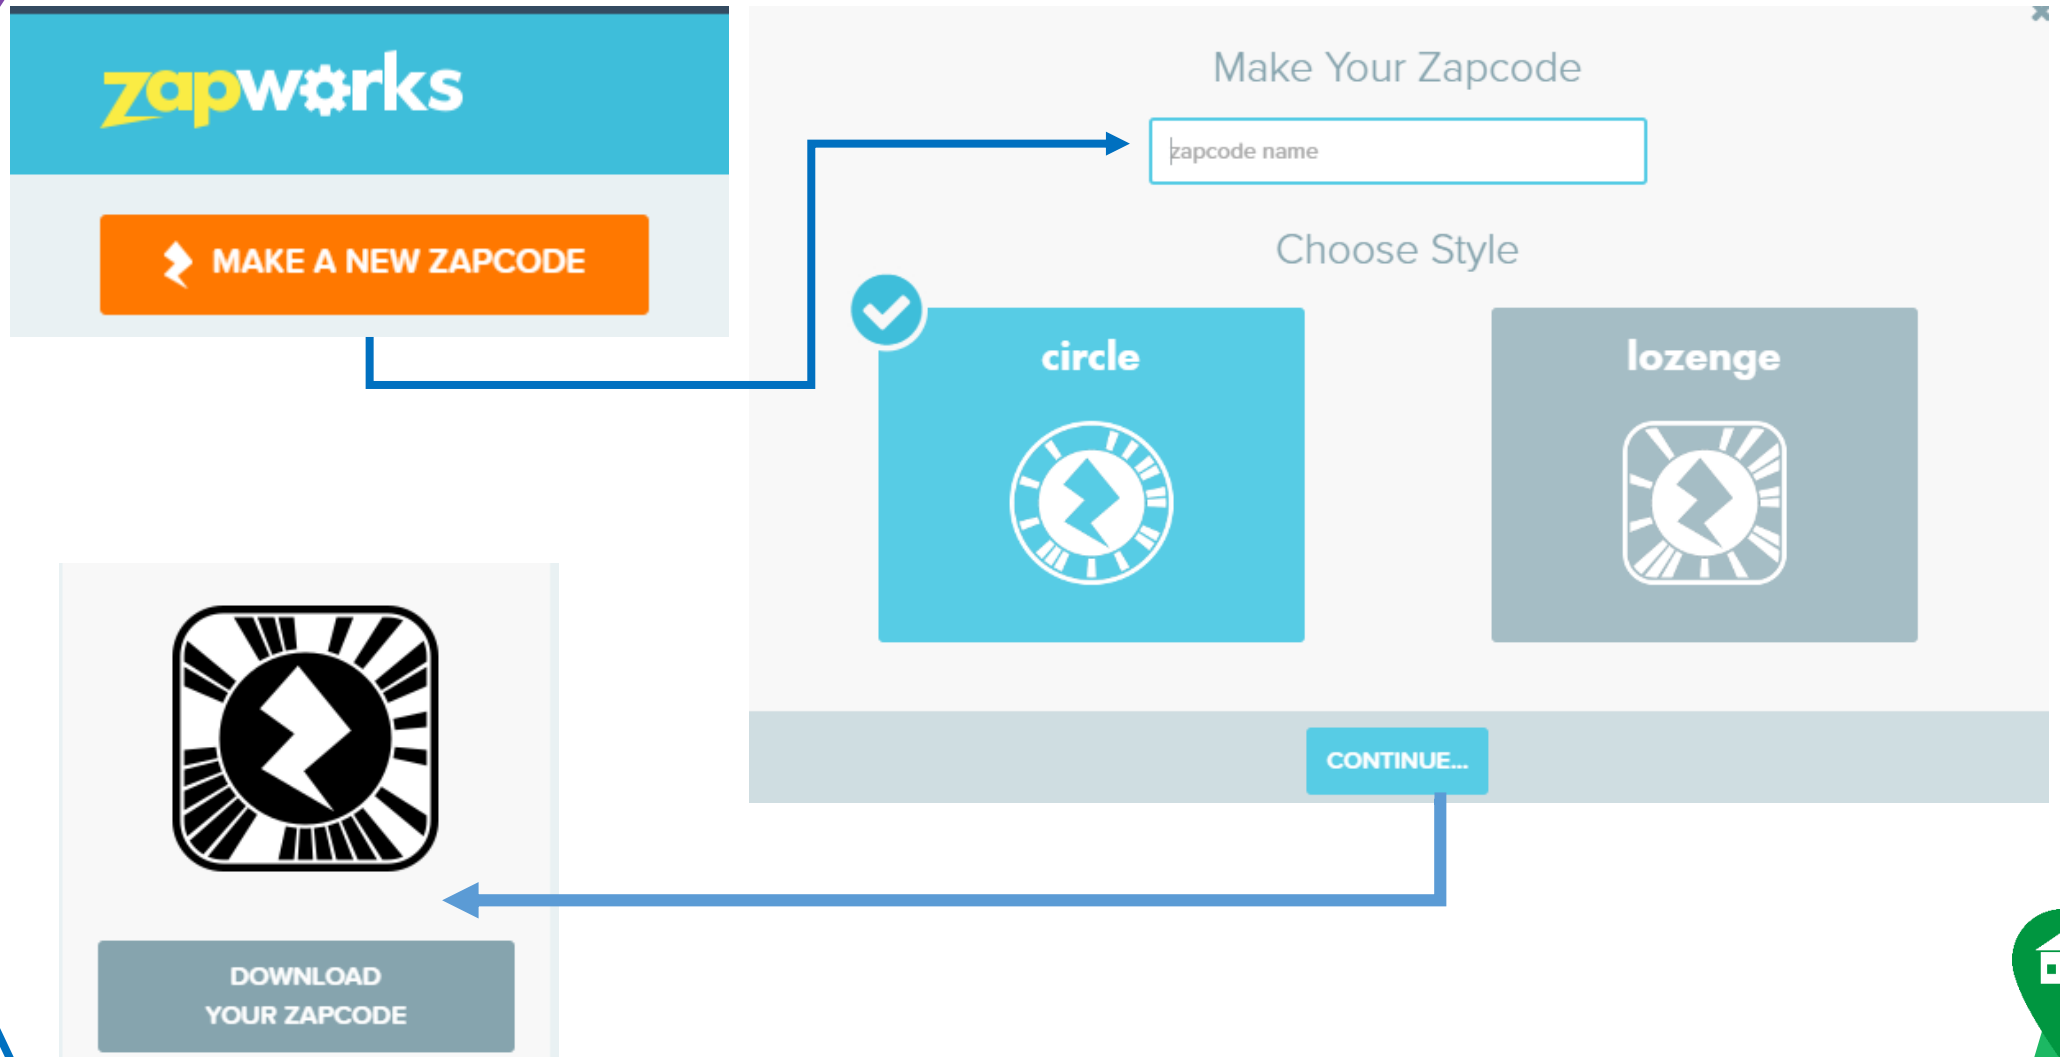 zapworks
MAKE A NEW ZAPCODE
Make Your Zapcode
zapcode name
Choose Style
circle
lozenge
CONTINUE...
DOWNLOAD
YOUR ZAPCODE